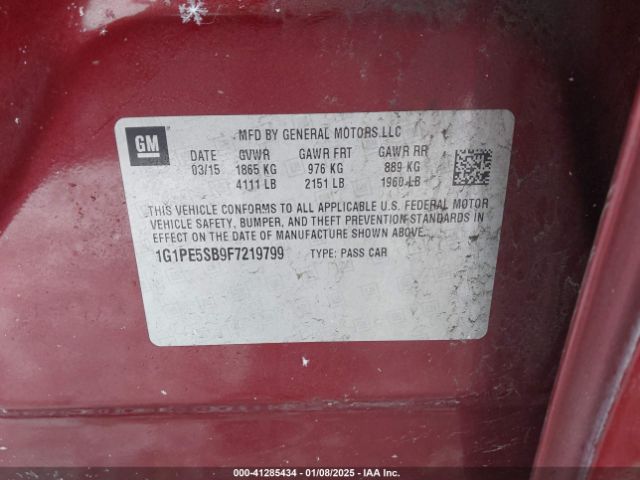 GM
MFD BY GENERAL MOTORS LLC
DATE GVWR GAWR FRT GAWR RR
03/15 1865 KG 976 KG 889 KG
4111 LB 2151 LB 1960 LB
THIS VEHICLE CONFORMS TO ALL APPLICABLE U.S. FEDERAL MOTOR
VEHICLE SAFETY, BUMPER, AND THEFT PREVENTION STANDARDS IN
EFFECT ON THE DATE OF MANUFACTURE SHOWN ABOVE.
1G1PE5SB9F7219799 TYPE: PASS CAR
000-41285434 - 01/08/2025 - IAA Inc.